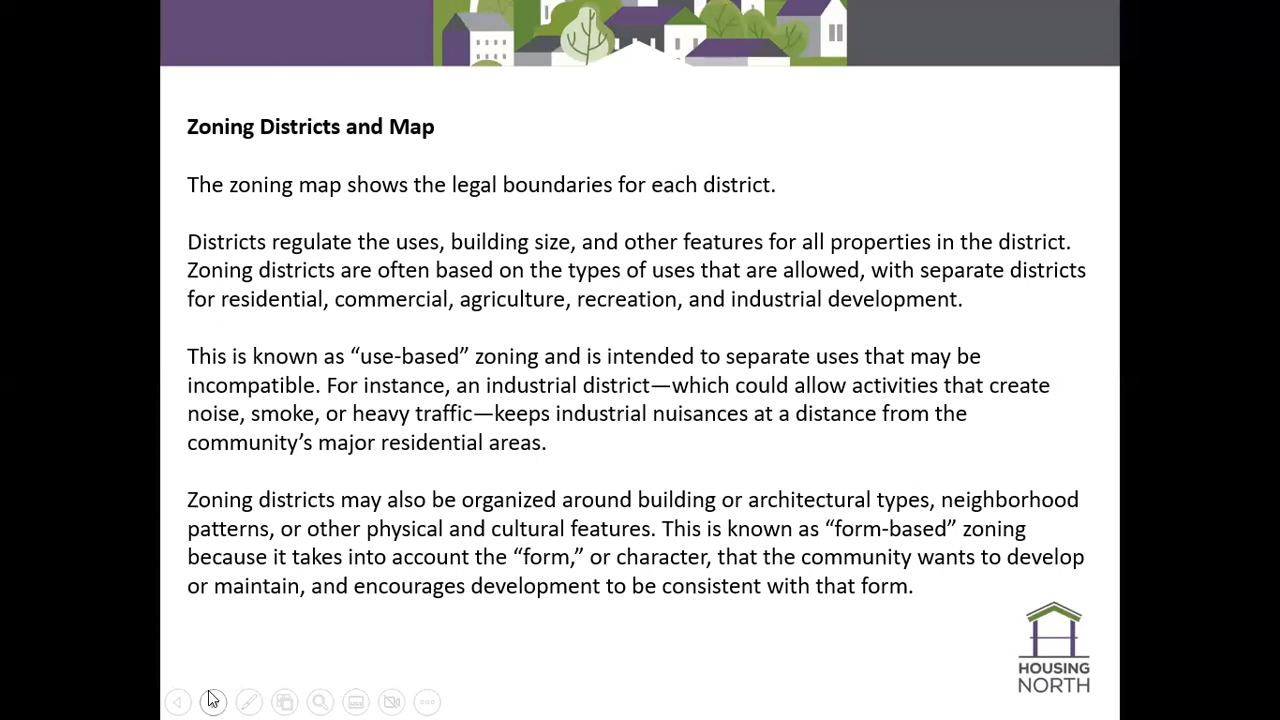 Zoning Districts and Map
The zoning map shows the legal boundaries for each district.
Districts regulate the uses, building size, and other features for all properties in the district.
Zoning districts are often based on the types of uses that are allowed, with separate districts
for residential, commercial, agriculture, recreation, and industrial development.
This is known as “use-based” zoning and is intended to separate uses that may be
incompatible. For instance, an industrial district—which could allow activities that create
noise, smoke, or heavy traffic—keeps industrial nuisances at a distance from the
community’s major residential areas.
Zoning districts may also be organized around building or architectural types, neighborhood
patterns, or other physical and cultural features. This is known as “form-based” zoning
because it takes into account the “form,” or character, that the community wants to develop
or maintain, and encourages development to be consistent with that form.
HOUSING
NORTH